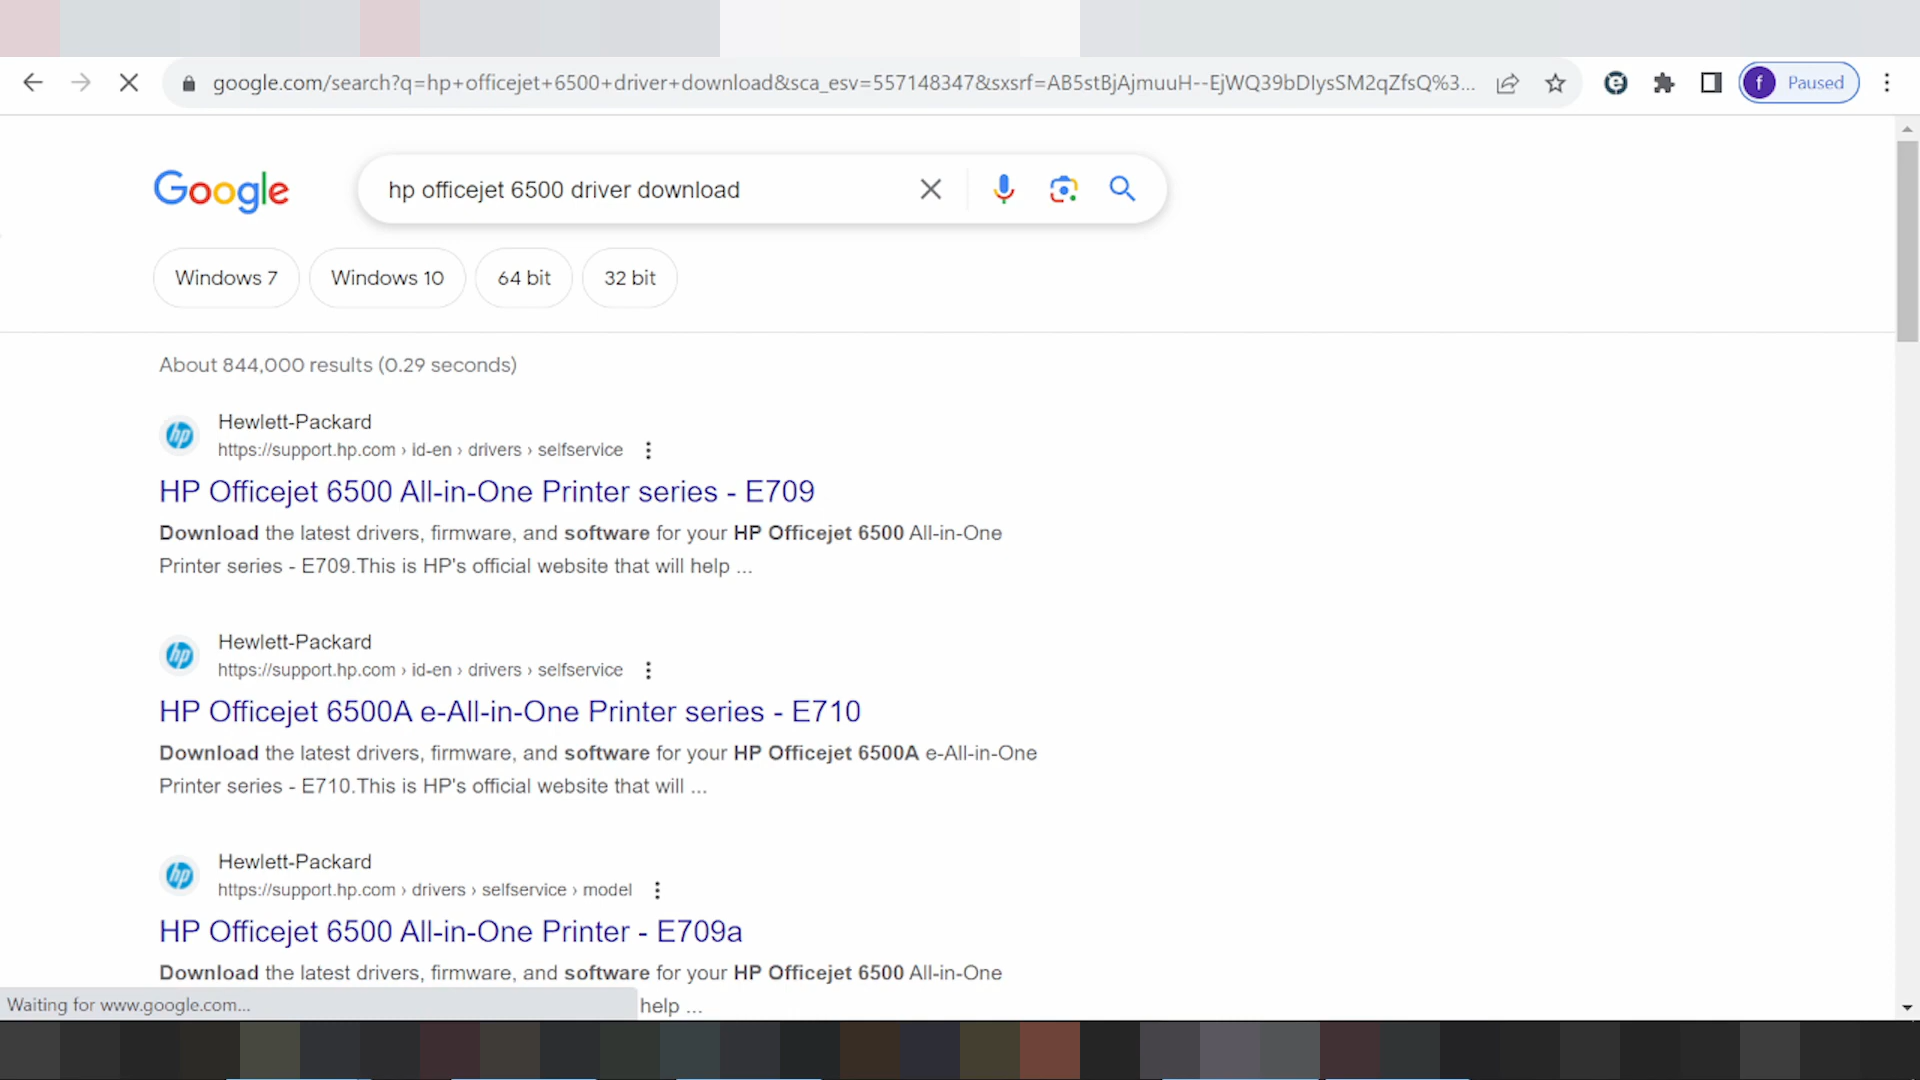 google.com/search?q=hp+officejet+6500+driver+download&sca_esv=557148347&sxsrf=AB5stBjAjmuuH--EjWQ39bDIysSM2qZfsQ%3...
f Paused
Google
hp officejet 6500 driver download
Windows 7
Windows 10
64 bit
32 bit
About 844,000 results (0.29 seconds)
hp
Hewlett-Packard
https://support.hp.com › id-en › drivers › selfservice
HP Officejet 6500 All-in-One Printer series - E709
Download the latest drivers, firmware, and software for your HP Officejet 6500 All-in-One
Printer series - E709.This is HP's official website that will help ...
hp
Hewlett-Packard
https://support.hp.com › id-en › drivers › selfservice
HP Officejet 6500A e-All-in-One Printer series - E710
Download the latest drivers, firmware, and software for your HP Officejet 6500A e-All-in-One
Printer series - E710.This is HP's official website that will ...
hp
Hewlett-Packard
https://support.hp.com › drivers › selfservice › model
HP Officejet 6500 All-in-One Printer - E709a
Download the latest drivers, firmware, and software for your HP Officejet 6500 All-in-One
help ...
Waiting for www.google.com...